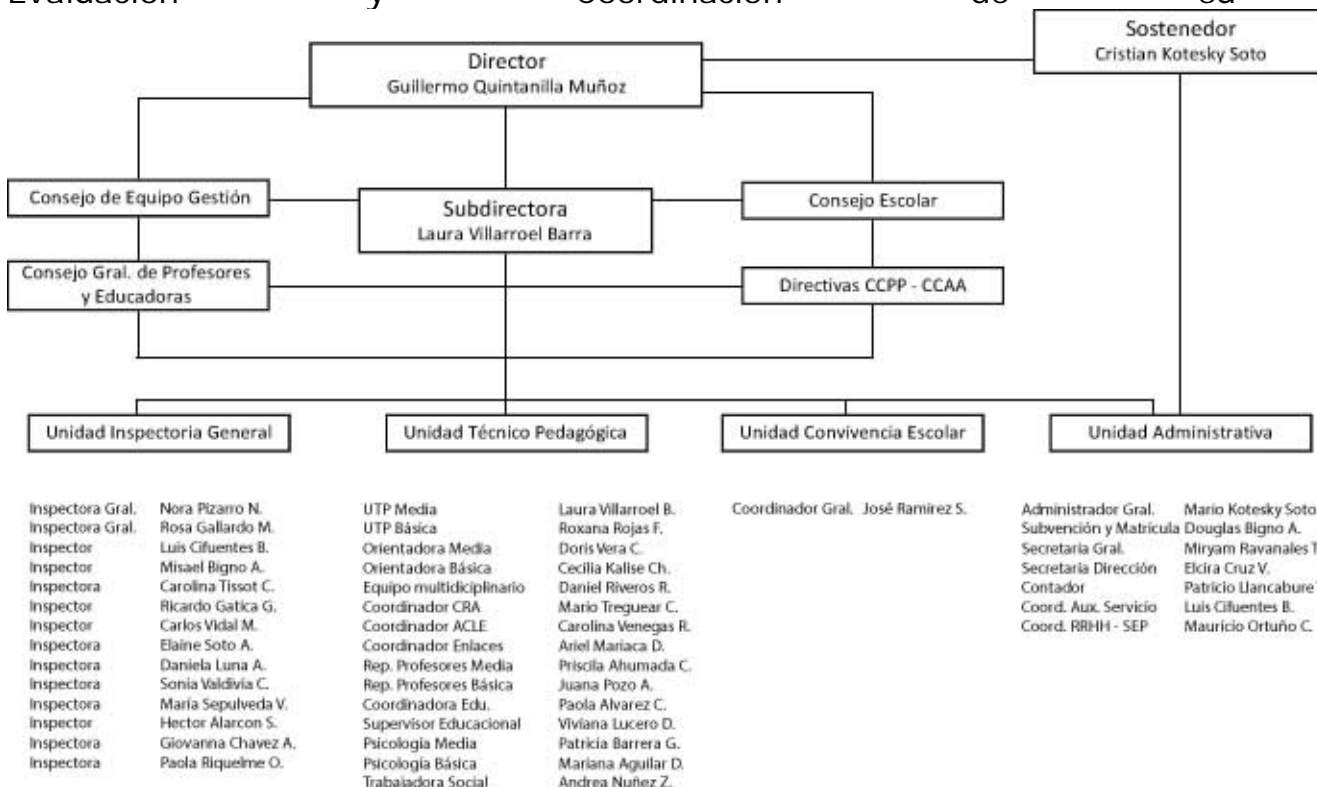 Evaluación y Coordinación de su
Sostenedor
Cristian Kotesky Soto
Director
Guillermo Quintanilla Muñoz
Consejo de Equipo Gestión
Subdirectora
Laura Villarroel Barra
Consejo Escolar
Consejo Gral. de Profesores
y Educadoras
Directivas CCPP - CCAA
Unidad Inspectoria General
Unidad Técnico Pedagógica
Unidad Convivencia Escolar
Unidad Administrativa
Inspectora Gral. Nora Pizarro N.
Inspectora Gral. Rosa Gallardo M.
Inspector Luis Cifuentes B.
Inspector Misael Bigno A.
Inspectora Carolina Tissot C.
Inspector Ricardo Gatica G.
Inspector Carlos Vidal M.
Inspectora Elaine Soto A.
Inspectora Daniela Luna A.
Inspectora Sonia Valdivia C.
Inspectora María Sepulveda V.
Inspector Hector Alarcon S.
Inspectora Giovanna Chavez A.
Inspectora Paola Riquelme O.
UTP Media Laura Villarroel B.
UTP Básica Roxana Rojas F.
Orientadora Media Doris Vera C.
Orientadora Básica Cecilia Kalise Ch.
Equipo multidiciplinario Daniel Riveros R.
Coordinador CRA Mario Treguear C.
Coordinador ACLE Carolina Venegas R.
Coordinador Enlaces Ariel Mariaca D.
Rep. Profesores Media Priscila Ahumada C.
Rep. Profesores Básica Juana Pozo A.
Coordinadora Edu. Paola Alvarez C.
Supervisor Educacional Viviana Lucero D.
Psicología Media Patricia Barrera G.
Psicología Básica Mariana Aguilar D.
Trabajadora Social Andrea Nuñez Z.
Coordinador Gral. José Ramírez S.
Administrador Gral. Mario Kotesky Soto
Subvención y Matrícula Douglas Bigno A.
Secretaria Gral. Miryam Ravanales T
Secretaria Dirección Elcira Cruz V.
Contador Patricio Llancabure
Coord. Aux. Servicio Luis Cifuentes B.
Coord. RRHH - SEP Mauricio Ortuño C.